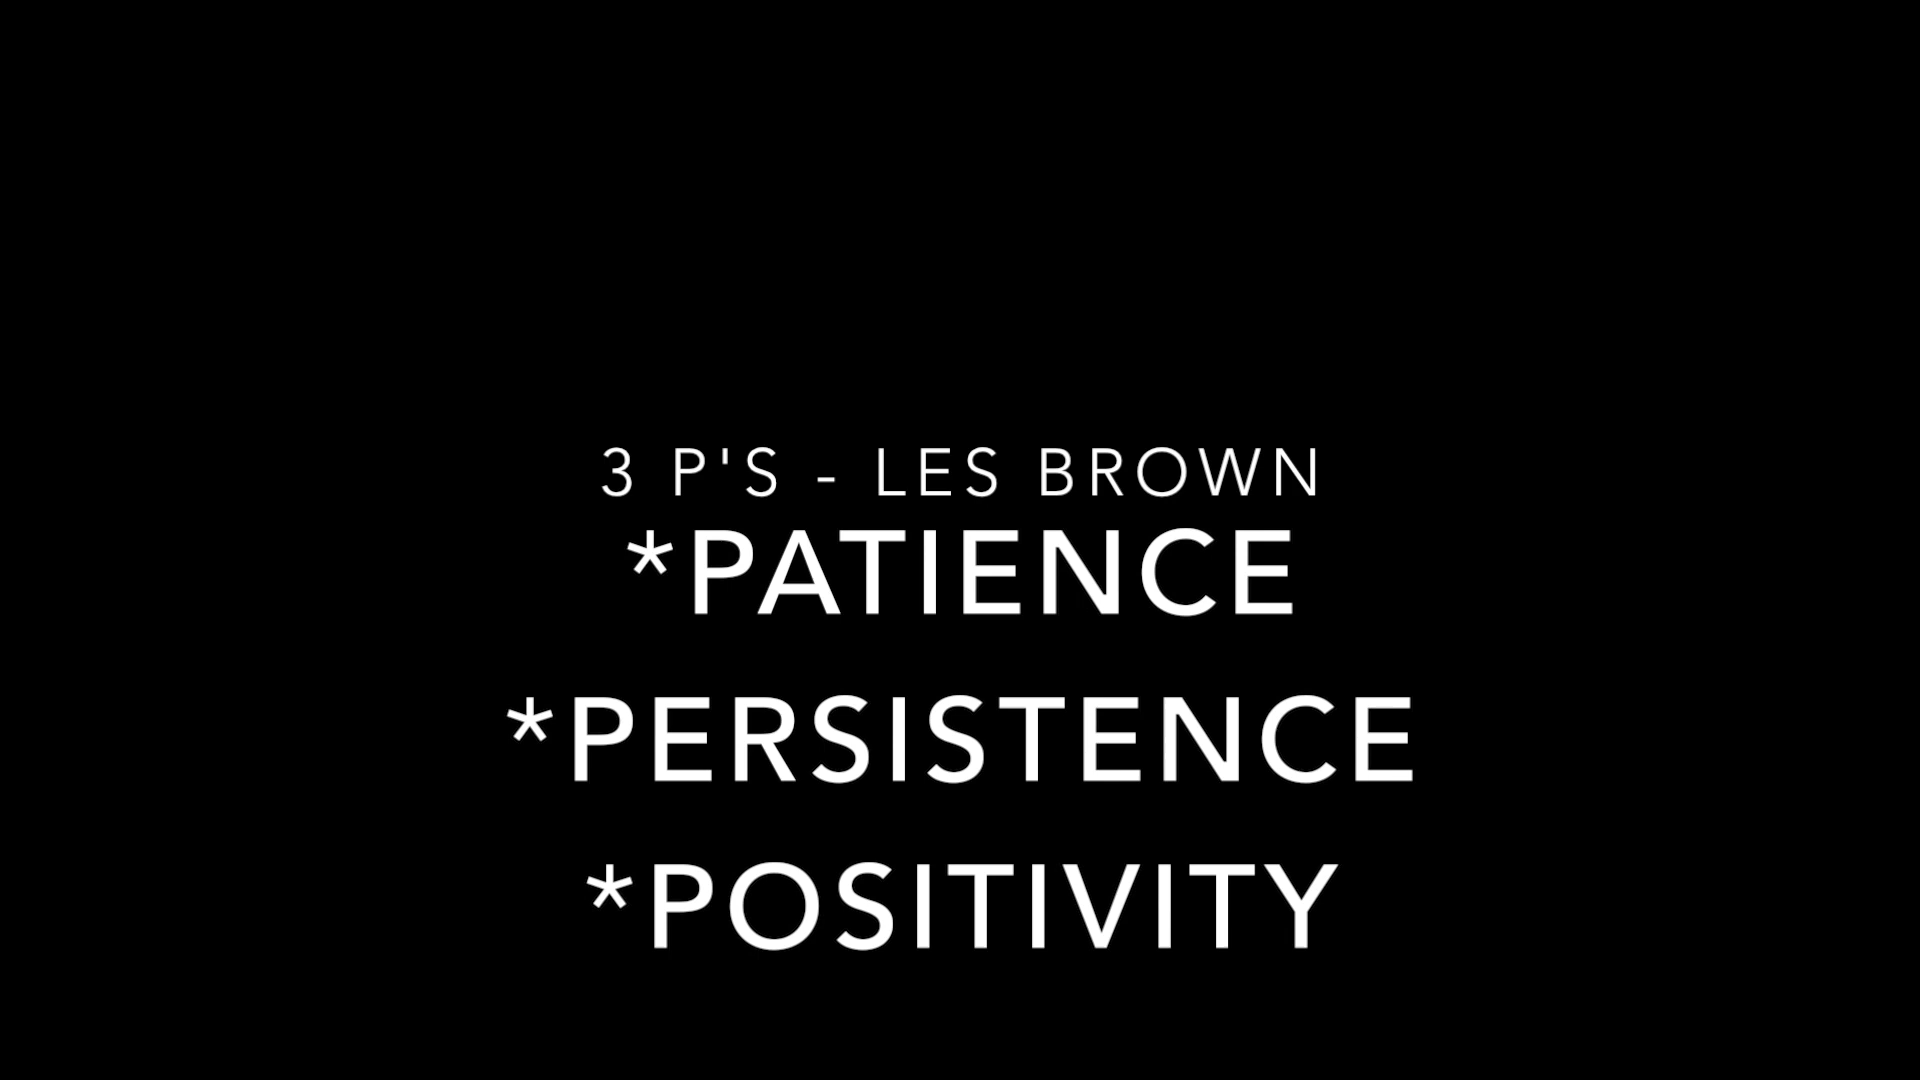 3 P'S - LES BROWN
*PATIENCE
*PERSISTENCE
*POSITIVITY